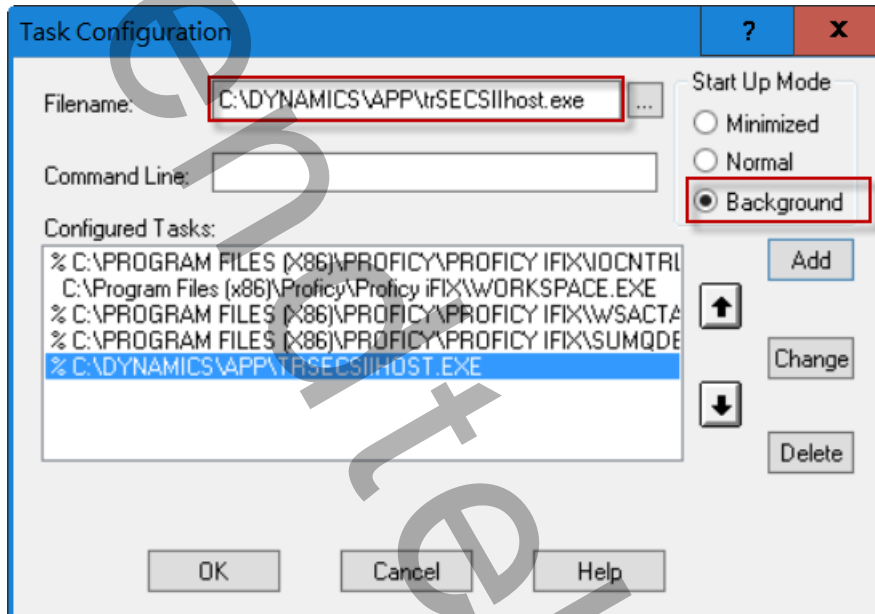 Task Configuration
? x
Filename: C:\DYNAMICS\APP\trSECSIIhost.exe ...
Start Up Mode
Minimized
Normal
Background
Command Line:
Configured Tasks:
% C:\PROGRAM FILES (X86)\PROFICY\PROFICY IFIX\IOCNTRL
C:\Program Files (x86)\Proficy\Proficy iFIX\WORKSPACE.EXE
% C:\PROGRAM FILES (X86)\PROFICY\PROFICY IFIX\WSACTA
% C:\PROGRAM FILES (X86)\PROFICY\PROFICY IFIX\SUMQDE
% C:\DYNAMICS\APP\TRSECSIIHOST.EXE
Add
Change
Delete
OK Cancel Help